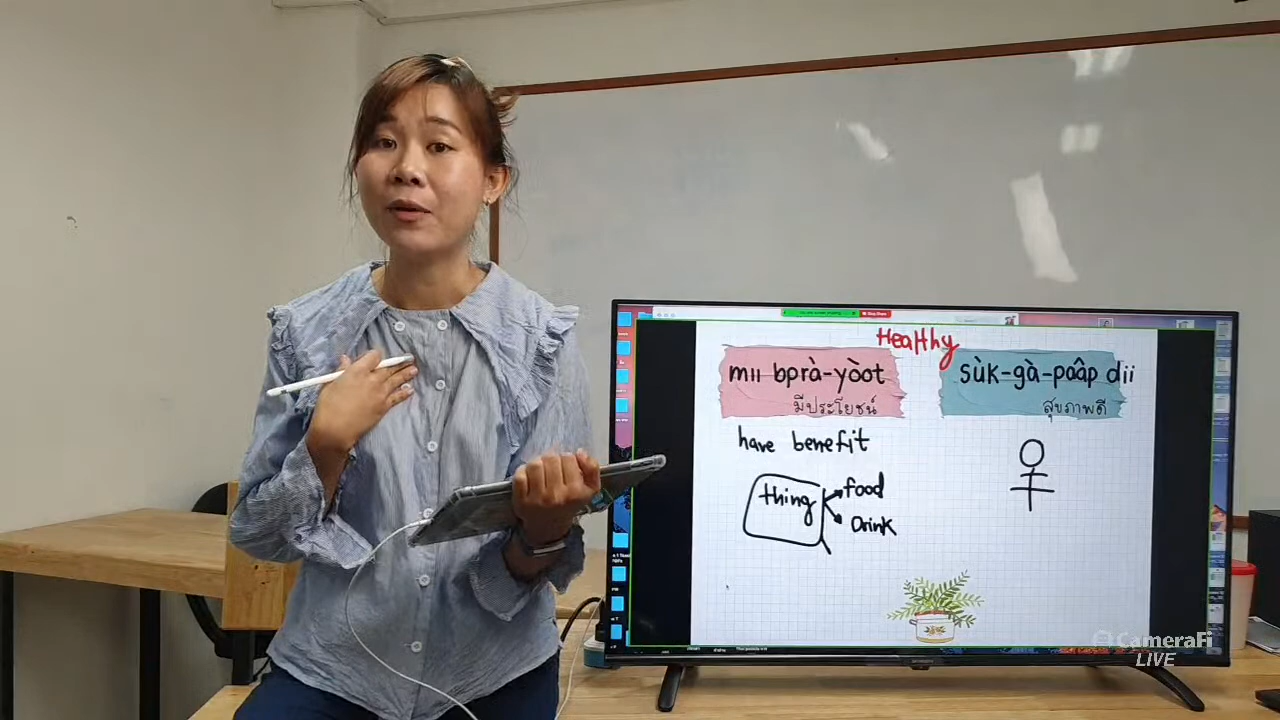 Healthy
mii bprà-yòot
มีประโยชน์
have benefit
thing
food
Drink
sùk-gà-paâp dii
สุขภาพดี
CameraFi
LIVE